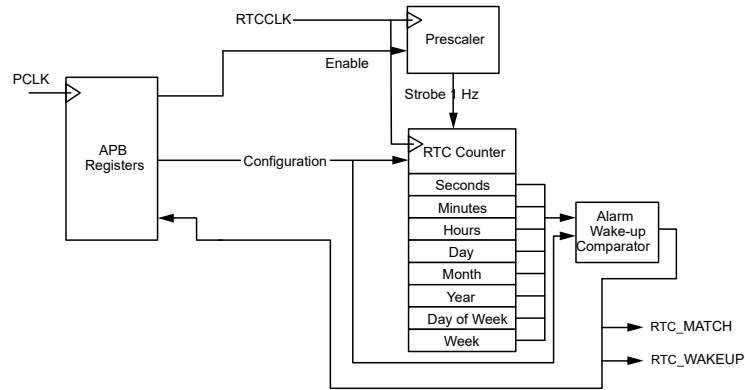 RTCCLK
Prescaler
Enable
PCLK
Strobe 1 Hz
APB
Registers
Configuration
RTC Counter
Seconds
Minutes
Hours
Day
Month
Year
Day of Week
Week
Alarm
Wake-up
Comparator
RTC_MATCH
RTC_WAKEUP